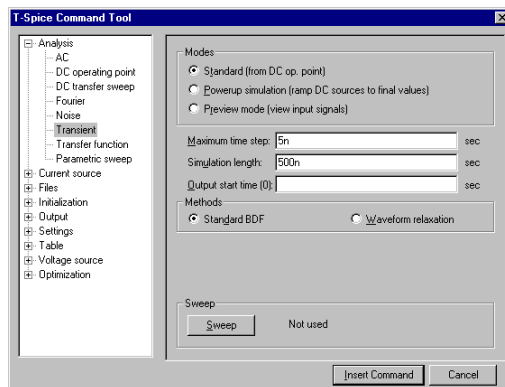 T-Spice Command Tool
Analysis
AC
DC operating point
DC transfer sweep
Fourier
Noise
Transient
Transfer function
Parametric sweep
Current source
Files
Initialization
Output
Settings
Table
Voltage source
Optimization
Modes
Standard (from DC op. point)
Powerup simulation (ramp DC sources to final values)
Preview mode (view input signals)
Maximum time step: 5n sec
Simulation length: 500n sec
Output start time (0): sec
Methods
Standard BDF Waveform relaxation
Sweep
Sweep Not used
Insert Command Cancel